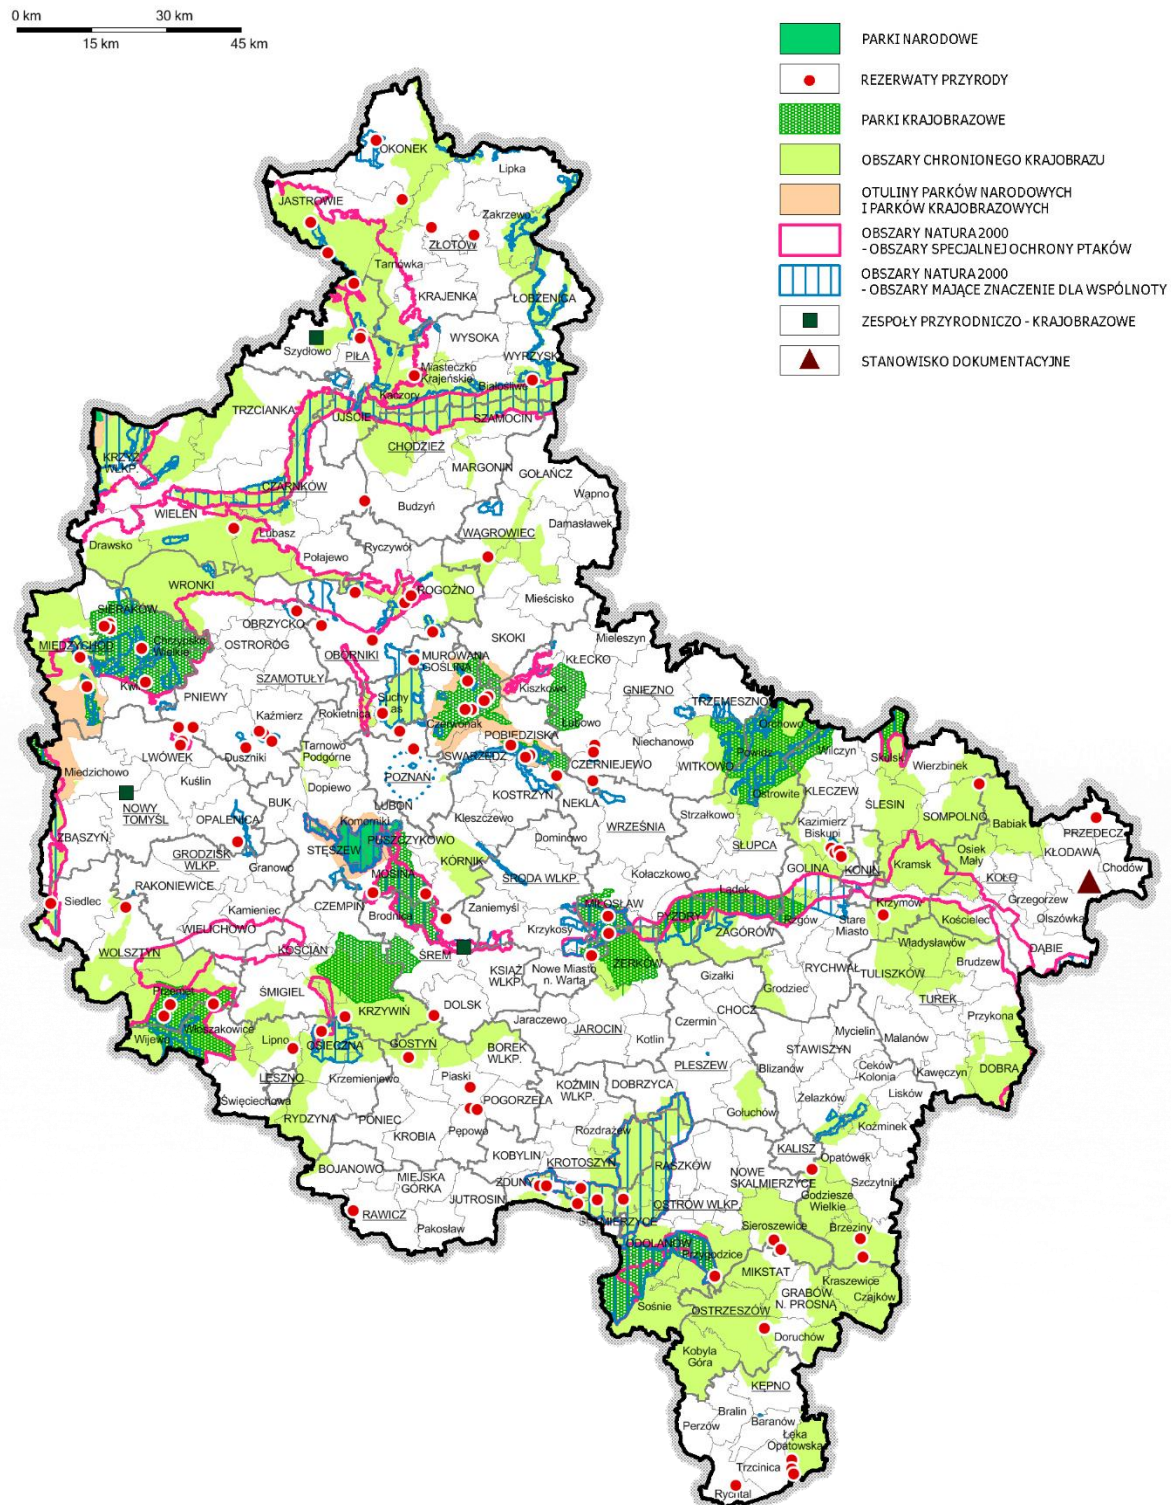 0 km 30 km
15 km 45 km
PARKI NARODOWE
REZERWATY PRZYRODY
PARKI KRAJOBRAZOWE
OBSZARY CHRONIONEGO KRAJOBRAZU
OTULINY PARKÓW NARODOWYCH
I PARKÓW KRAJOBRAZOWYCH
OBSZARY NATURA 2000
- OBSZARY SPECJALNEJ OCHRONY PTAKÓW
OBSZARY NATURA 2000
- OBSZARY MAJĄCE ZNACZENIE DLA WSPÓLNOTY
ZESPOŁY PRZYRODNICZO - KRAJOBRAZOWE
STANOWISKO DOKUMENTACYJNE
OKONEK
Lipka
JASTROWIE
Zakrzewo
ZŁOTÓW
Tarnówka
KRAJENKA
ŁOBŻENICA
WYSOKA
Szydłowo
PIŁA
WYRZYSK
Miasteczko
Krajeńskie
Białośliwe
Kaczory
TRZCIANKA
UJŚCIE
SZAMOCIN
CHODZIEŻ
KRZYŻ
WLKP.
MARGONIN
GOŁAŃCZ
CZARNKÓW
Wapno
Budzyń
WIELEŃ
Damasławek
Lubasz
WĄGROWIEC
Drawsko
Połajewo
Ryczywół
WRONKI
ROGOŹNO
Mieścisko
SIERAKÓW
OBRZYCKO
SKOKI
Mieleszyn
MIĘDZYCHÓD
Chrzypsko
Wielkie
OSTRORÓG
OBORNIKI
MUROWANA
GOŚLINA
KŁECKO
SZAMOTUŁY
Kiszkowo
GNIEZNO
PNIEWY
Suchy
las
TRZEMESZNO
Kaźmierz
Rokietnica
Czerwonak
Łubowo
Orchowo
POBIEDZISKA
Niechanowo
Powidz
Wilczyn
Skulsk
Wierzbinek
LWÓWEK
Duszniki
Tarnowo
Podgórne
SWARZĘDZ
CZERNIEJEWO
WITKOWO
Miedzichowo
Kuślin
POZNAŃ
Dopiewo
Ostrowite
KLECZEW
ŚLESIN
BUK
LUBOŃ
KOSTRZYN
NEKLA
NOWY
TOMYŚL
OPALENICA
Komorniki
Kleszczewo
WRZEŚNIA
Strzałkowo
Kazimierz
Biskupi
SOMPOLNO
Babiak
PRZEDECZ
ZBĄSZYŃ
STĘSZEW
PUSZCZYKOWO
Dominowo
SŁUPCA
GOLINA
KONIN
Osiek
Mały
KŁODAWA
GRODZISK
WLKP.
Granowo
KÓRNIK
Kramsk
KOŁO
Chodów
MOSINA
ŚRODA WLKP.
Kołaczkowo
Lądek
Grzegorzew
RAKONIEWICE
Siedlec
CZEMPIŃ
Brodnica
Zaniemyśl
MIŁOSŁAW
PYZDRY
Rzgów
Krzymów
Olszówka
Kamieniec
Krzykosy
ZAGÓRÓW
Stare
Miasto
Kościelec
WIELICHOWO
WOLSZTYN
KOŚCIAN
ŚREM
Władysławów
DĄBIE
KSIĄŻ
WLKP.
Nowe Miasto
n. Wartą
ŻERKÓW
Gizałki
RYCHWAŁ
TULISZKÓW
Brudzew
Przemęt
ŚMIGIEL
Grodziec
TUREK
KRZYWIŃ
DOLSK
CHOCZ
Przykona
Włoszakowice
Jaraczewo
JAROCIN
Czermin
Mycielin
Wijewo
Lipno
OSIECZNA
GOSTYŃ
BOREK
WLKP.
Kotlin
STAWISZYN
Malanów
PLESZEW
Ceków
Kolonia
Kawęczyn
DOBRA
LESZNO
Krzemieniewo
Piaski
KOŹMIN
WLKP.
DOBRZYCA
Blizanów
Święciechowa
POGORZELA
Żelazków
Lisków
RYDZYNA
PONIEC
Gołuchów
Pępowo
Rozdrażew
Koźminek
KROBIA
KOBYLIN
KALISZ
BOJANOWO
KROTOSZYN
Opatówek
MIEJSKA
GÓRKA
RASZKÓW
NOWE
SKALMIERZYCE
Szczytniki
JUTROSIN
ZDUNY
Godziesze
Wielkie
RAWICZ
OSTRÓW WLKP.
Pakosław
SULMIERZYCE
Sieroszewice
Brzeziny
ODOLANÓW
Przygodzice
MIKSTAT
Kraszewice
GRABÓW
N. PROSNĄ
Czajków
Sośnie
OSTRZESZÓW
Doruchów
Kobyla
Góra
KĘPNO
Bralin
Baranów
Perzów
Łęka
Opatowska
Trzcinica
Rychtal